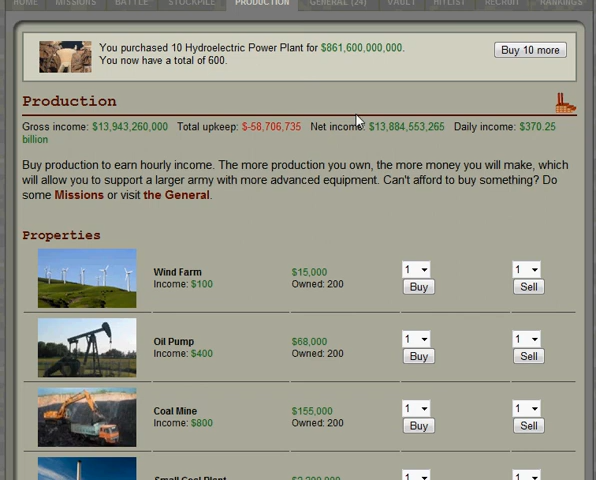 HOME MISSIONS BATTLE STOCKPILE PRODUCTION GENERAL (24) VAULT HITLIST RECRUIT RANKINGS
You purchased 10 Hydroelectric Power Plant for $861,600,000,000.
You now have a total of 600.
Buy 10 more
Production
Gross income: $13,943,260,000 Total upkeep: $-58,706,735 Net income: $13,884,553,265 Daily income: $370.25
billion
Buy production to earn hourly income. The more production you own, the more money you will make, which
will allow you to support a larger army with more advanced equipment. Can't afford to buy something? Do
some Missions or visit the General.
Properties
Wind Farm $15,000 1 1
Income: $100 Owned: 200 Buy Sell
Oil Pump $68,000 1 1
Income: $400 Owned: 200 Buy Sell
Coal Mine $155,000 1 1
Income: $800 Owned: 200 Buy Sell
Small Coal Plant 1 1